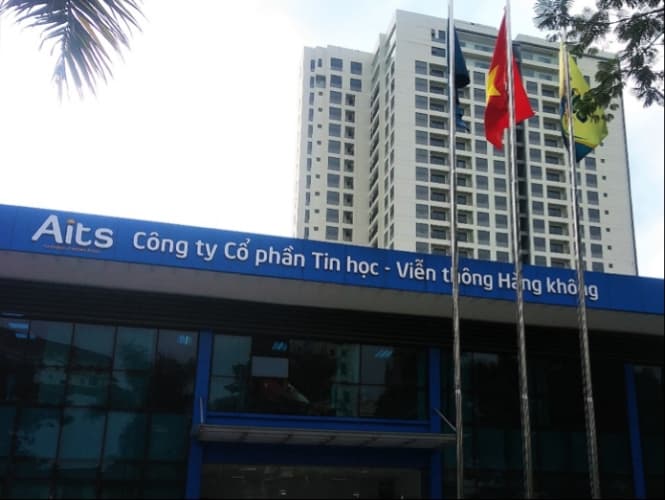 Aits Công ty Cổ phần Tin học - Viễn thông Hàng không